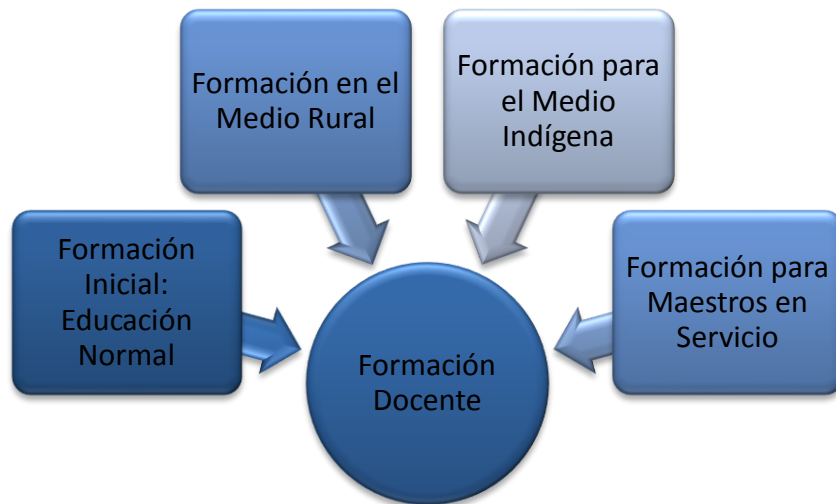 Formación en el
Medio Rural
Formación para
el Medio
Indígena
Formación
Inicial:
Educación
Normal
Formación para
Maestros en
Servicio
Formación
Docente